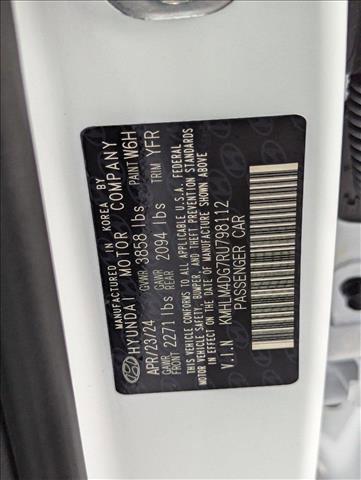 MANUFACTURED IN KOREA BY
HYUNDAI MOTOR COMPANY
APR/23/24 GVWR 3858 lbs PAINT W6H
GAWR FRONT 2271 lbs GAWR REAR 2094 lbs TRIM YFR
THIS VEHICLE CONFORMS TO ALL APPLICABLE U.S.A. FEDERAL
MOTOR VEHICLE SAFETY, BUMPER, AND THEFT PREVENTION STANDARDS
IN EFFECT ON THE DATE OF MANUFACTURE SHOWN ABOVE
V.I.N KMHLM4DG7RU798112
PASSENGER CAR